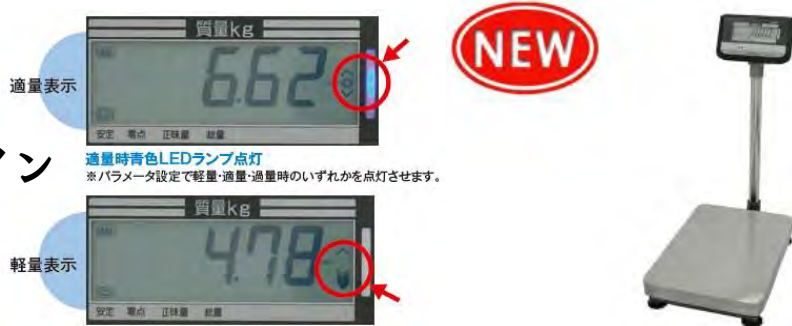 質量kg
6.62
適量表示
安定 零点 正味量 総量
適量時青色LEDランプ点灯
※パラメータ設定で軽量・適量・過量時のいずれかを点灯させます。
NEW
イン
質量kg
4.78
軽量表示
安定 零点 正味量 総量